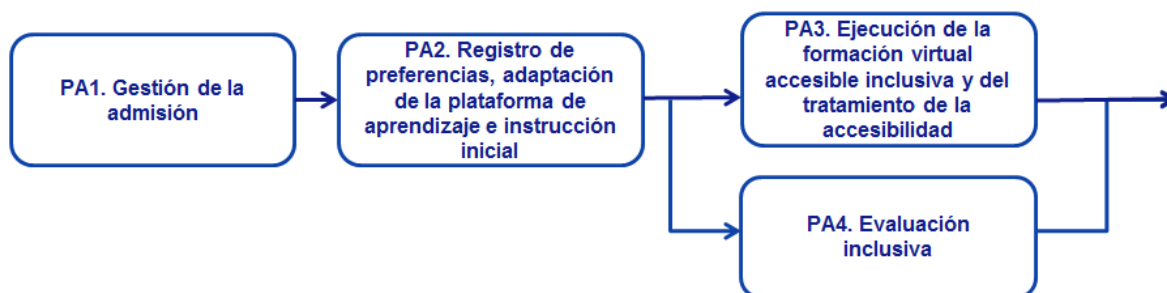 PA1. Gestión de la
admisión
PA2. Registro de
preferencias, adaptación
de la plataforma de
aprendizaje e instrucción
inicial
PA3. Ejecución de la
formación virtual
accesible inclusiva y del
tratamiento de la
accesibilidad
PA4. Evaluación
inclusiva